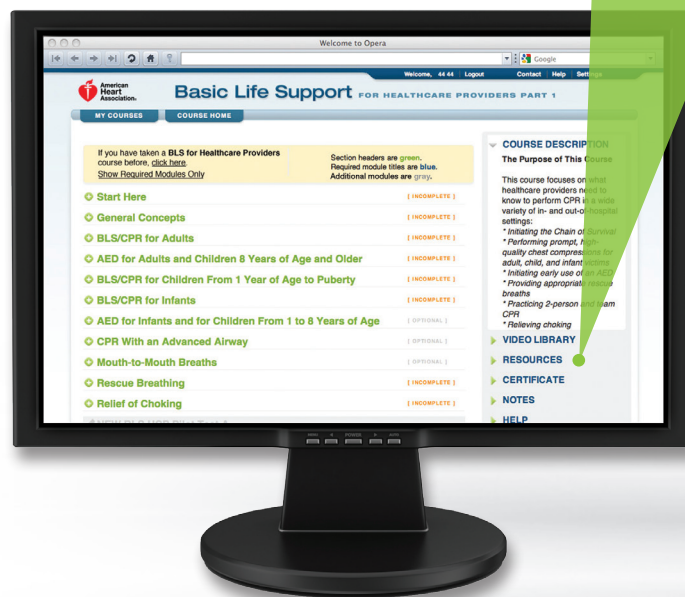 Welcome to Opera
Google
Welcome, 44 44 Logout Contact Help Settings
American
Heart
Association®
Basic Life Support FOR HEALTHCARE PROVIDERS PART 1
MY COURSES COURSE HOME
If you have taken a BLS for Healthcare Providers
course before, click here.
Show Required Modules Only
Section headers are green.
Required module titles are blue.
Additional modules are gray.
Start Here [ INCOMPLETE ]
General Concepts [ INCOMPLETE ]
BLS/CPR for Adults [ INCOMPLETE ]
AED for Adults and Children 8 Years of Age and Older [ INCOMPLETE ]
BLS/CPR for Children From 1 Year of Age to Puberty [ INCOMPLETE ]
BLS/CPR for Infants [ INCOMPLETE ]
AED for Infants and for Children From 1 to 8 Years of Age [ OPTIONAL ]
CPR With an Advanced Airway [ OPTIONAL ]
Mouth-to-Mouth Breaths [ OPTIONAL ]
Rescue Breathing [ INCOMPLETE ]
Relief of Choking [ INCOMPLETE ]
COURSE DESCRIPTION
The Purpose of This Course
This course focuses on what
healthcare providers need to
know to perform CPR in a wide
variety of in- and out-of-hospital
settings:
* Initiating the Chain of Survival
* Performing prompt, high-
quality chest compressions for
adult, child, and infant victims
* Initiating early use of an AED
* Providing appropriate rescue
breaths
* Practicing 2-person and team
CPR
* Relieving choking
VIDEO LIBRARY
RESOURCES
CERTIFICATE
NOTES
HELP
MENU POWER AUTO